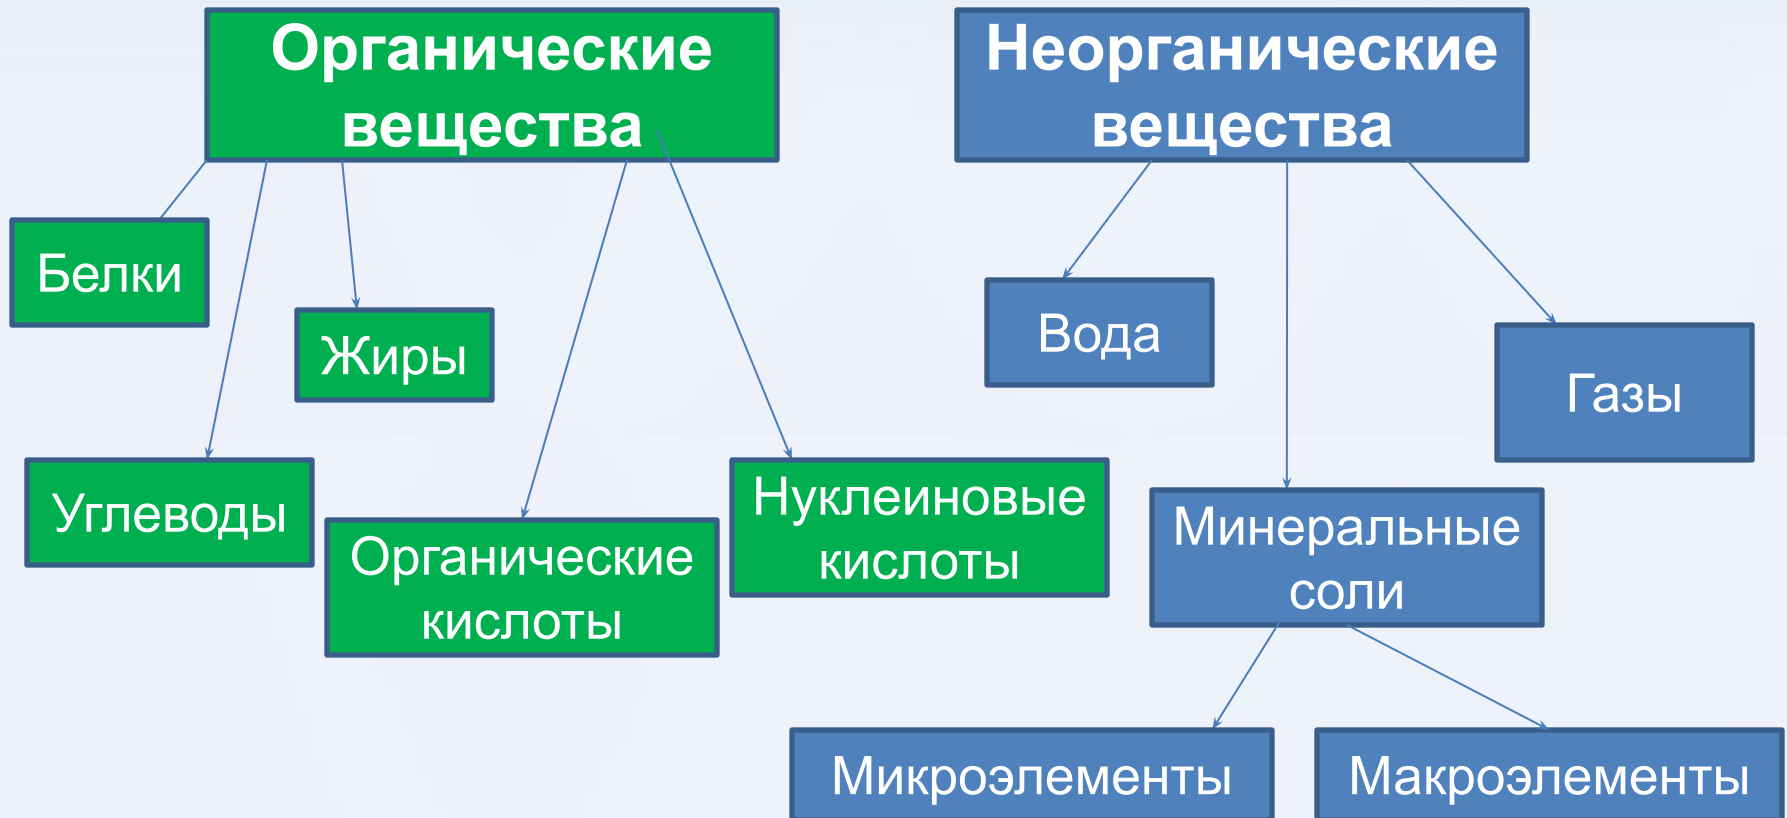 Органические
вещества
Неорганические
вещества
Белки
Жиры
Углеводы
Органические
кислоты
Нуклеиновые
кислоты
Вода
Газы
Минеральные
соли
Микроэлементы
Макроэлементы